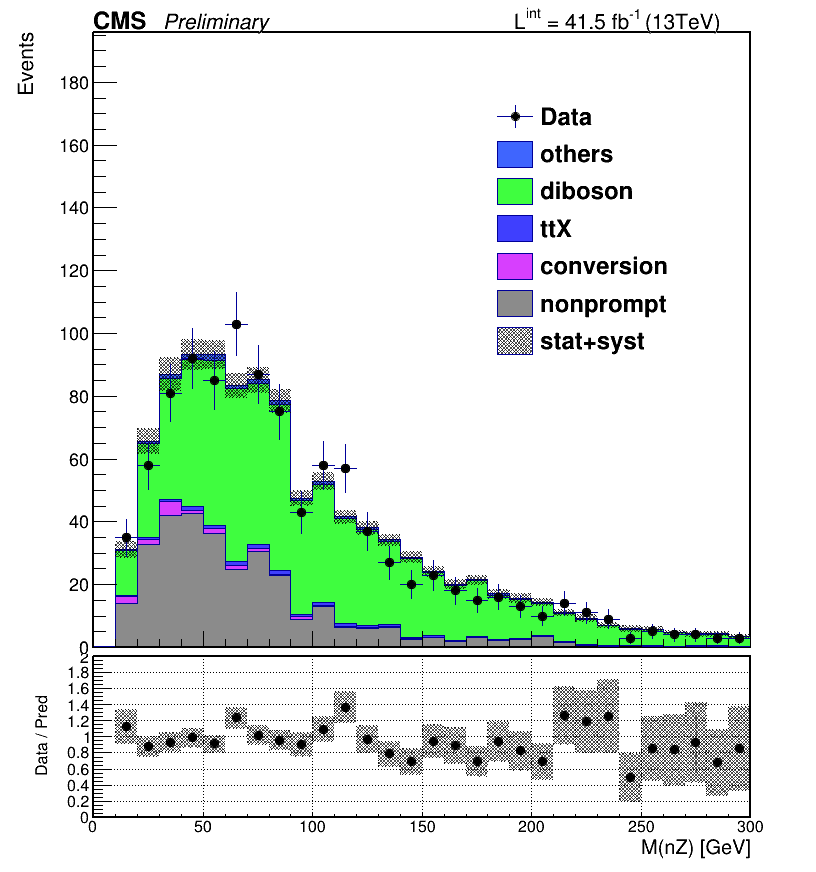 CMS Preliminary L^int = 41.5 fb^-1 (13TeV)
Events
180
160
140
120
100
80
60
40
20
0
Data
others
diboson
ttX
conversion
nonprompt
stat+syst
Data / Pred
2
1.8
1.6
1.4
1.2
1
0.8
0.6
0.4
0.2
0
0 50 100 150 200 250 300
M(nZ) [GeV]